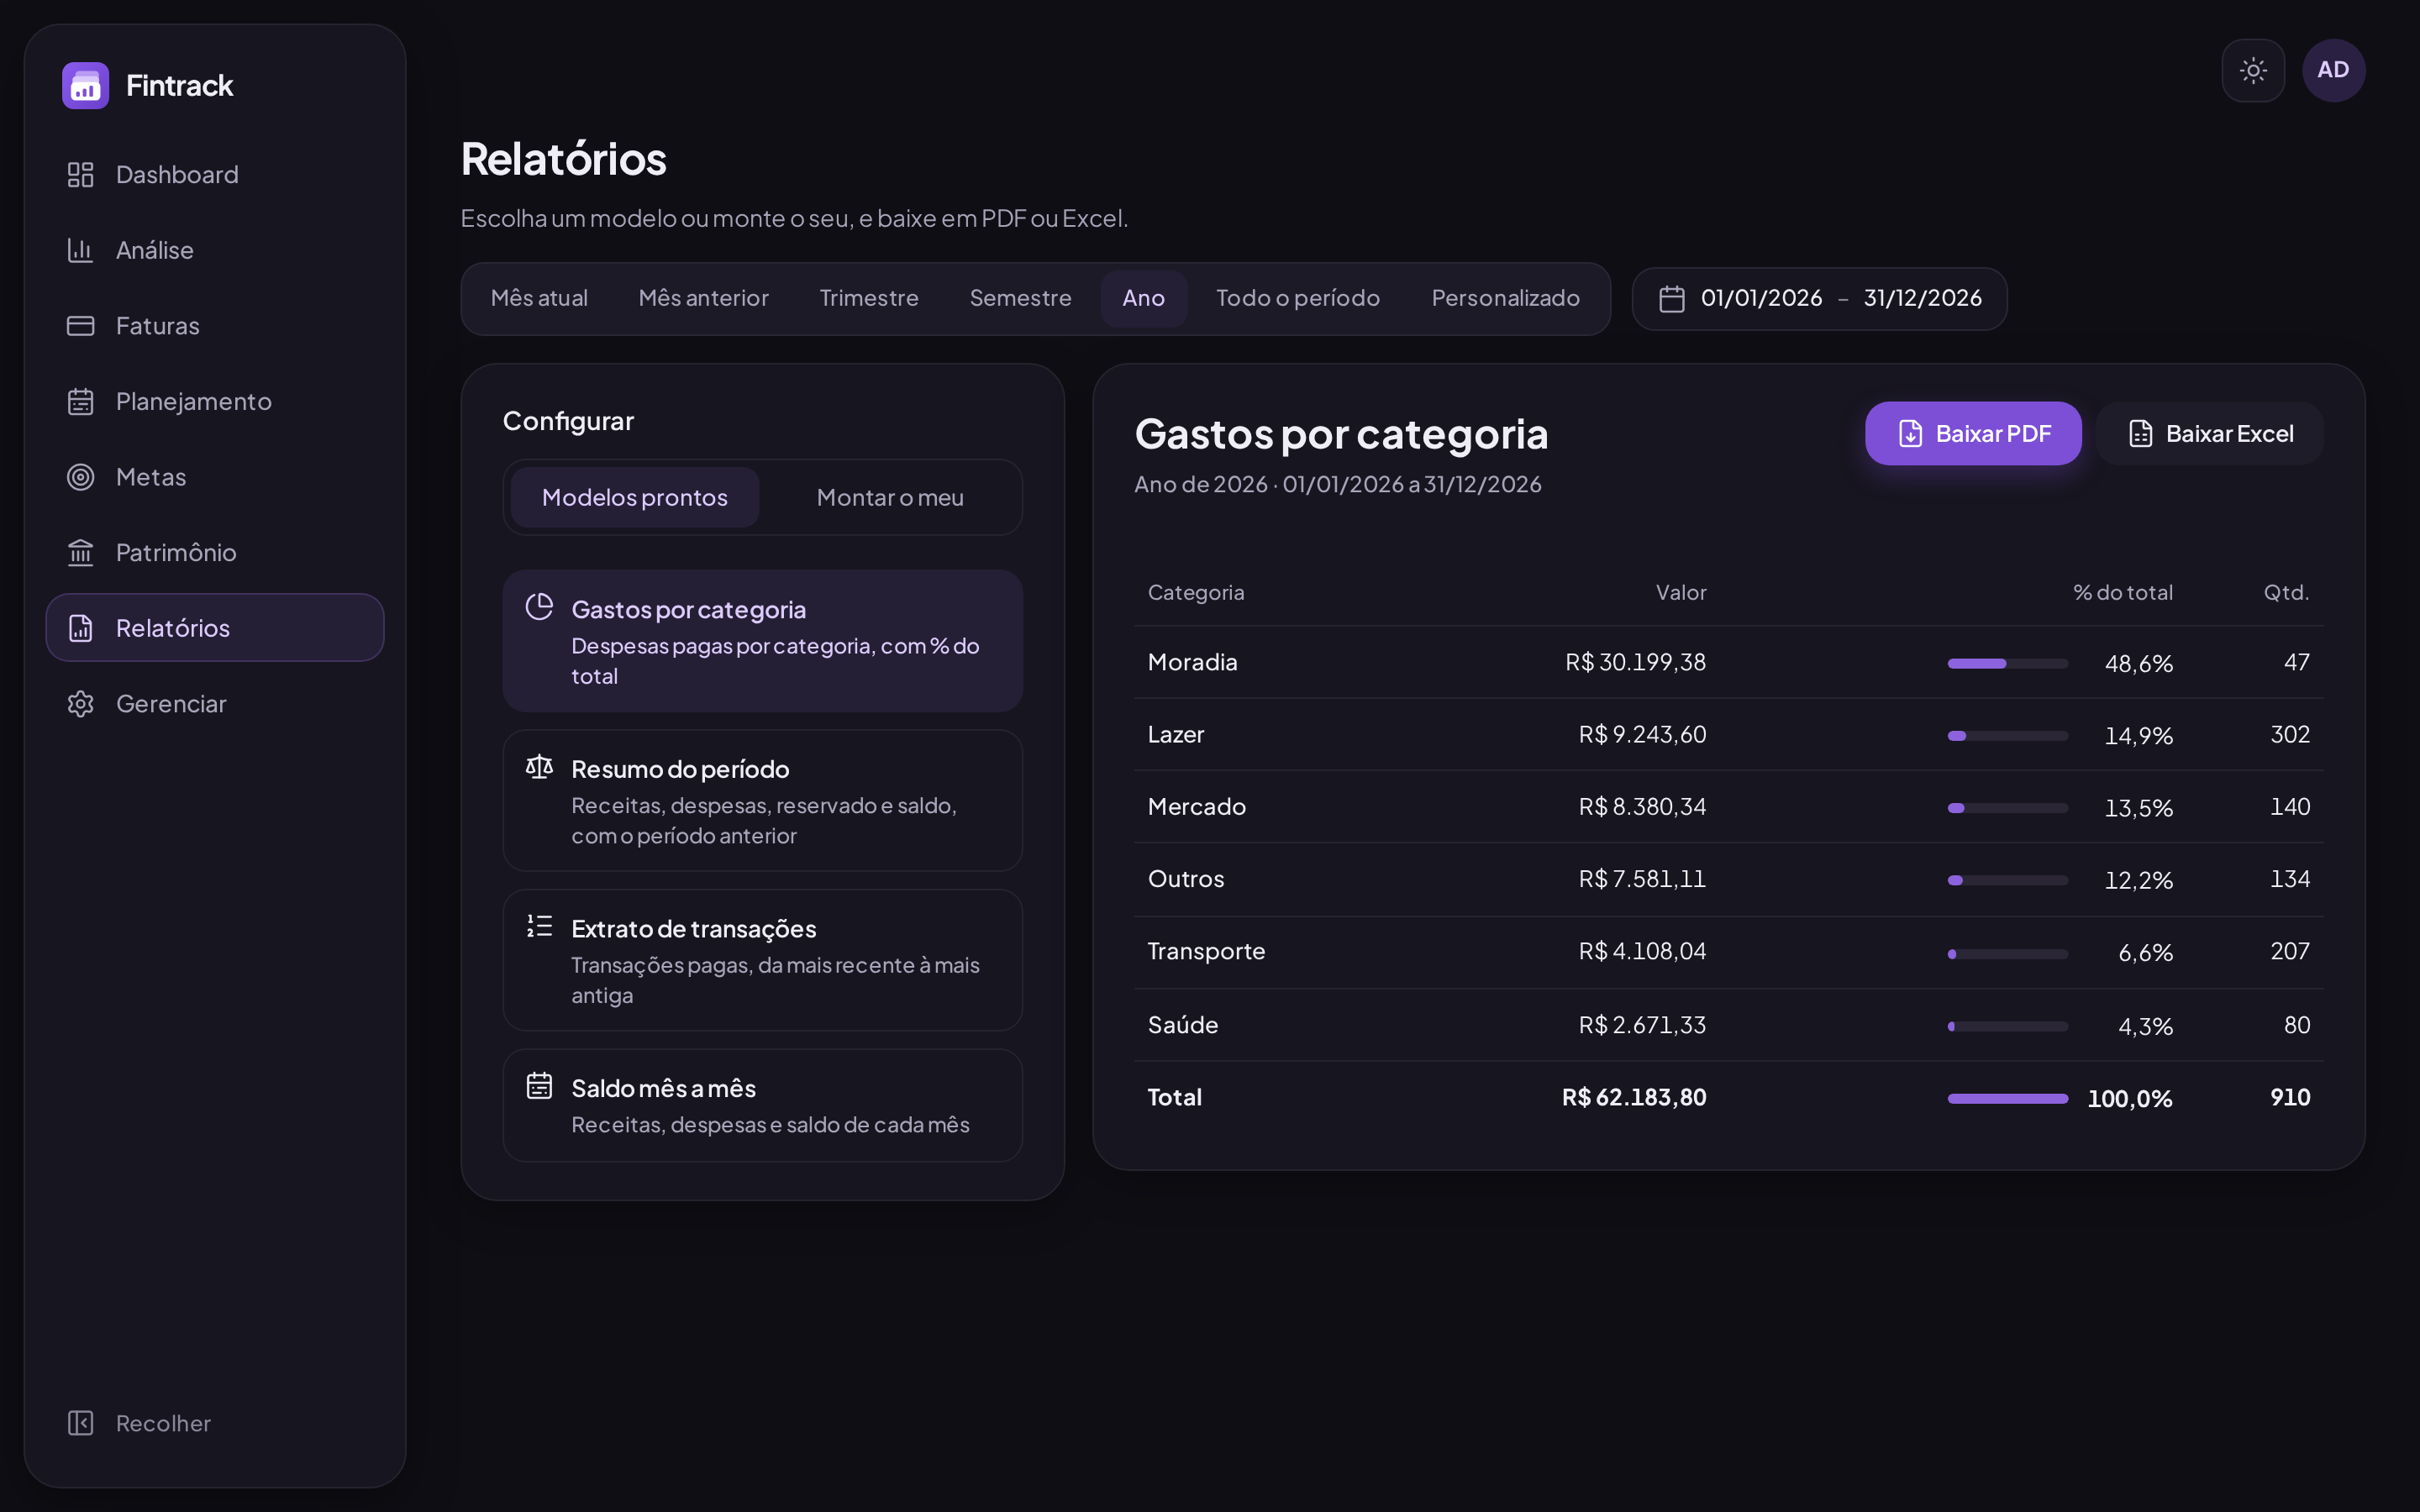 Fintrack
Dashboard
Análise
Faturas
Planejamento
Metas
Patrimônio
Relatórios
Gerenciar
Recolher
AD
Relatórios
Escolha um modelo ou monte o seu, e baixe em PDF ou Excel.
Mês atual Mês anterior Trimestre Semestre Ano Todo o período Personalizado 01/01/2026 – 31/12/2026
Configurar
Modelos prontos Montar o meu
Gastos por categoria
Despesas pagas por categoria, com % do
total
Resumo do período
Receitas, despesas, reservado e saldo,
com o período anterior
Extrato de transações
Transações pagas, da mais recente à mais
antiga
Saldo mês a mês
Receitas, despesas e saldo de cada mês
Gastos por categoria
Baixar PDF Baixar Excel
Ano de 2026 · 01/01/2026 a 31/12/2026
Categoria Valor % do total Qtd.
Moradia R$ 30.199,38 48,6% 47
Lazer R$ 9.243,60 14,9% 302
Mercado R$ 8.380,34 13,5% 140
Outros R$ 7.581,11 12,2% 134
Transporte R$ 4.108,04 6,6% 207
Saúde R$ 2.671,33 4,3% 80
Total R$ 62.183,80 100,0% 910